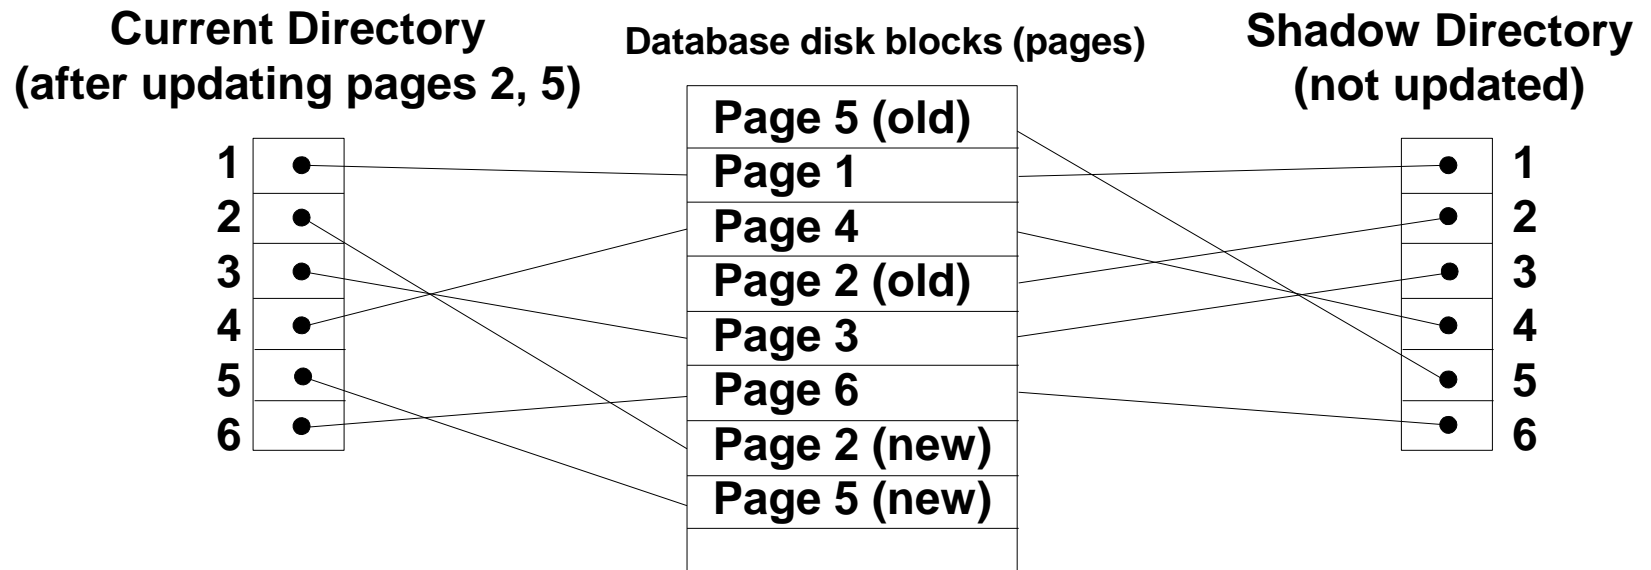 Current Directory
(after updating pages 2, 5)
1
2
3
4
5
6
Database disk blocks (pages)
Page 5 (old)
Page 1
Page 4
Page 2 (old)
Page 3
Page 6
Page 2 (new)
Page 5 (new)
Shadow Directory
(not updated)
1
2
3
4
5
6